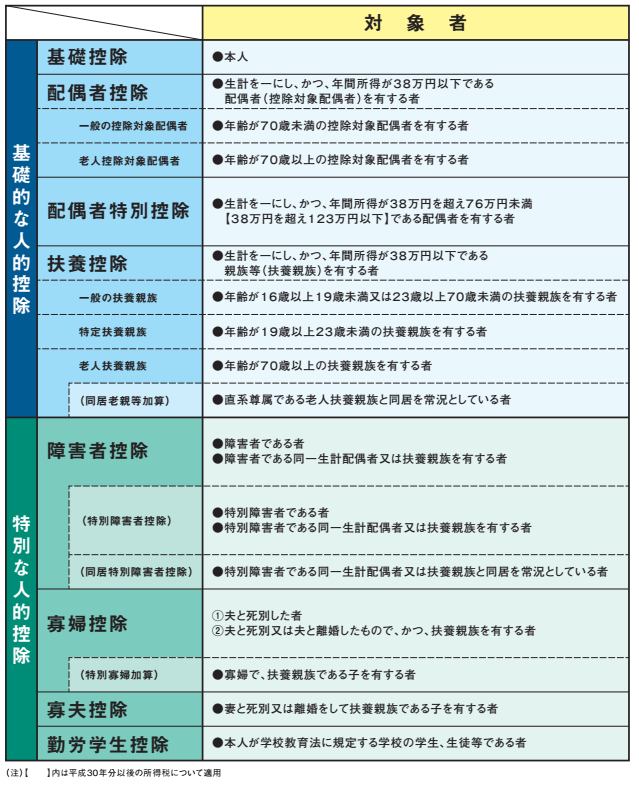 対象者
基礎的な人的控除
基礎控除
●本人
配偶者控除
●生計を一にし、かつ、年間所得が38万円以下である
配偶者(控除対象配偶者)を有する者
一般の控除対象配偶者
●年齢が70歳未満の控除対象配偶者を有する者
老人控除対象配偶者
●年齢が70歳以上の控除対象配偶者を有する者
配偶者特別控除
●生計を一にし、かつ、年間所得が38万円を超え76万円未満
【38万円を超え123万円以下】である配偶者を有する者
扶養控除
●生計を一にし、かつ、年間所得が38万円以下である
親族等(扶養親族)を有する者
一般の扶養親族
●年齢が16歳以上19歳未満又は23歳以上70歳未満の扶養親族を有する者
特定扶養親族
●年齢が19歳以上23歳未満の扶養親族を有する者
老人扶養親族
●年齢が70歳以上の扶養親族を有する者
(同居老親等加算)
●直系尊属である老人扶養親族と同居を常況としている者
特別な人的控除
障害者控除
●障害者である者
●障害者である同一生計配偶者又は扶養親族を有する者
(特別障害者控除)
●特別障害者である者
●特別障害者である同一生計配偶者又は扶養親族を有する者
(同居特別障害者控除)
●特別障害者である同一生計配偶者又は扶養親族と同居を常況としている者
寡婦控除
①夫と死別した者
②夫と死別又は夫と離婚したもので、かつ、扶養親族を有する者
(特別寡婦加算)
●寡婦で、扶養親族である子を有する者
寡夫控除
●妻と死別又は離婚をして扶養親族である子を有する者
勤労学生控除
●本人が学校教育法に規定する学校の学生、生徒等である者
(注)【　】内は平成30年分以後の所得税について適用